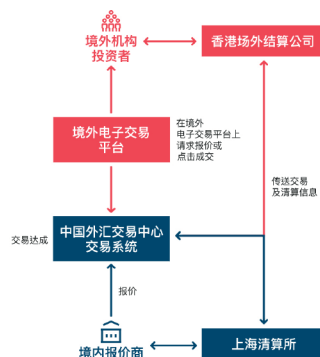 境外机构
投资者
香港场外结算公司
境外电子交易
平台
在境外
电子交易平台上
请求报价或
点击成交
传送交易
及清算信息
交易达成
中国外汇交易中心
交易系统
报价
境内报价商
上海清算所